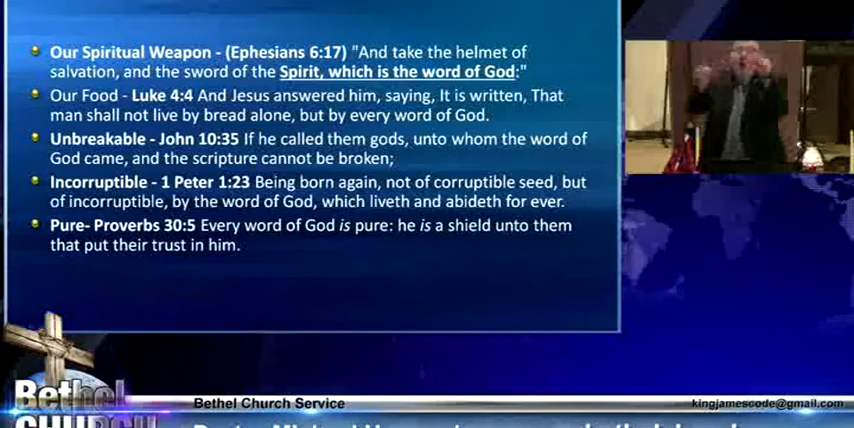 Our Spiritual Weapon - (Ephesians 6:17) "And take the helmet of
salvation, and the sword of the Spirit, which is the word of God:"
Our Food - Luke 4:4 And Jesus answered him, saying, It is written, That
man shall not live by bread alone, but by every word of God.
Unbreakable - John 10:35 If he called them gods, unto whom the word of
God came, and the scripture cannot be broken;
Incorruptible - 1 Peter 1:23 Being born again, not of corruptible seed, but
of incorruptible, by the word of God, which liveth and abideth for ever.
Pure- Proverbs 30:5 Every word of God is pure: he is a shield unto them
that put their trust in him.
Bethel
CHURCH
Bethel Church Service
kingjamescode@gmail.com